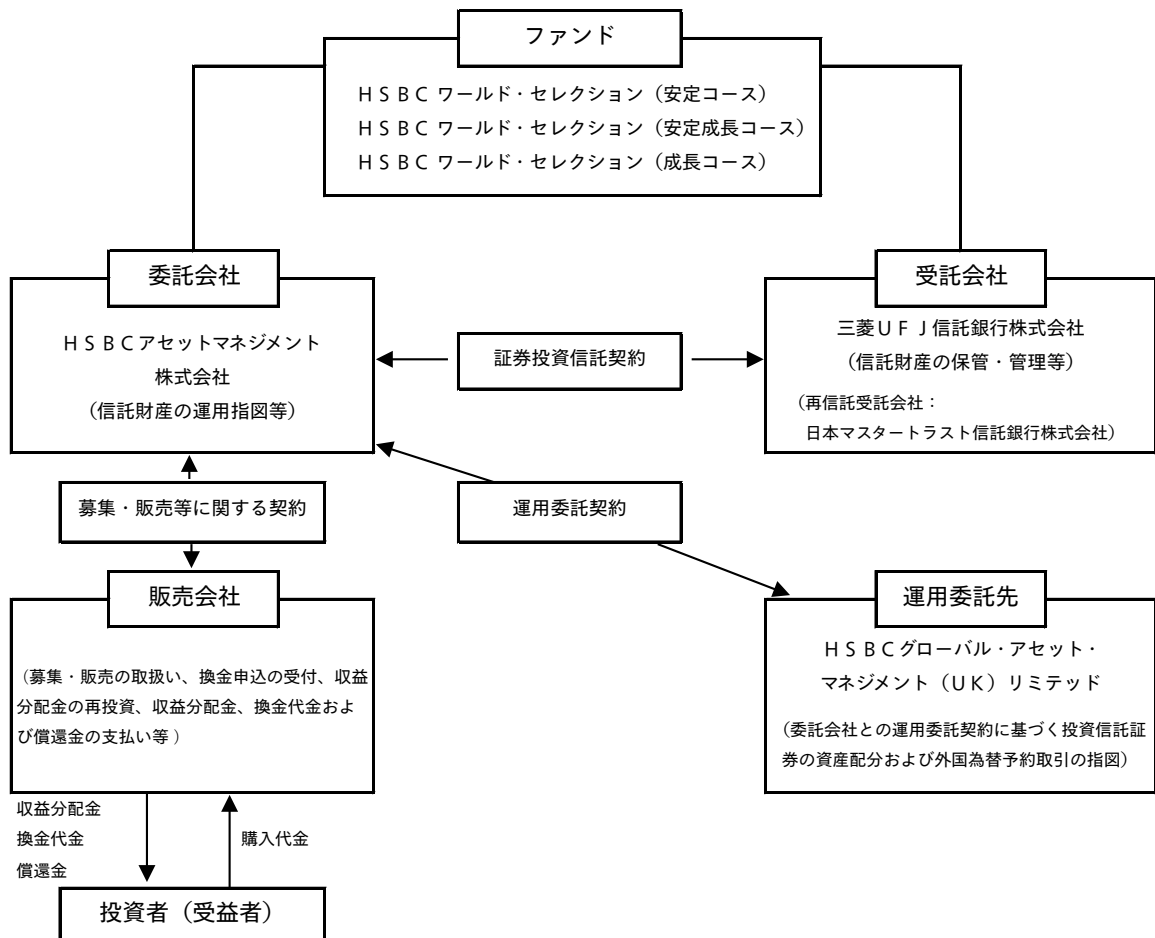 ファンド
ＨＳＢＣ ワールド・セレクション（安定コース）
ＨＳＢＣ ワールド・セレクション（安定成長コース）
ＨＳＢＣ ワールド・セレクション（成長コース）
委託会社
ＨＳＢＣアセットマネジメント
株式会社
（信託財産の運用指図等）
証券投資信託契約
受託会社
三菱ＵＦＪ信託銀行株式会社
（信託財産の保管・管理等）
（再信託受託会社：
日本マスタートラスト信託銀行株式会社）
募集・販売等に関する契約
運用委託契約
販売会社
（募集・販売の取扱い、換金申込の受付、収益
分配金の再投資、収益分配金、換金代金およ
び償還金の支払い等 ）
運用委託先
ＨＳＢＣグローバル・アセット・
マネジメント（ＵＫ）リミテッド
（委託会社との運用委託契約に基づく投資信託証
券の資産配分および外国為替予約取引の指図）
収益分配金
換金代金
償還金
購入代金
投資者（受益者）